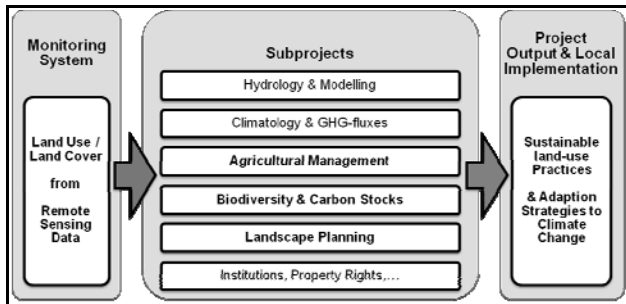 Monitoring
System
Land Use /
Land Cover
from
Remote
Sensing
Data
Subprojects
Hydrology & Modelling
Climatology & GHG-fluxes
Agricultural Management
Biodiversity & Carbon Stocks
Landscape Planning
Institutions, Property Rights,...
Project
Output & Local
Implementation
Sustainable
land-use
Practices
& Adaption
Strategies to
Climate
Change